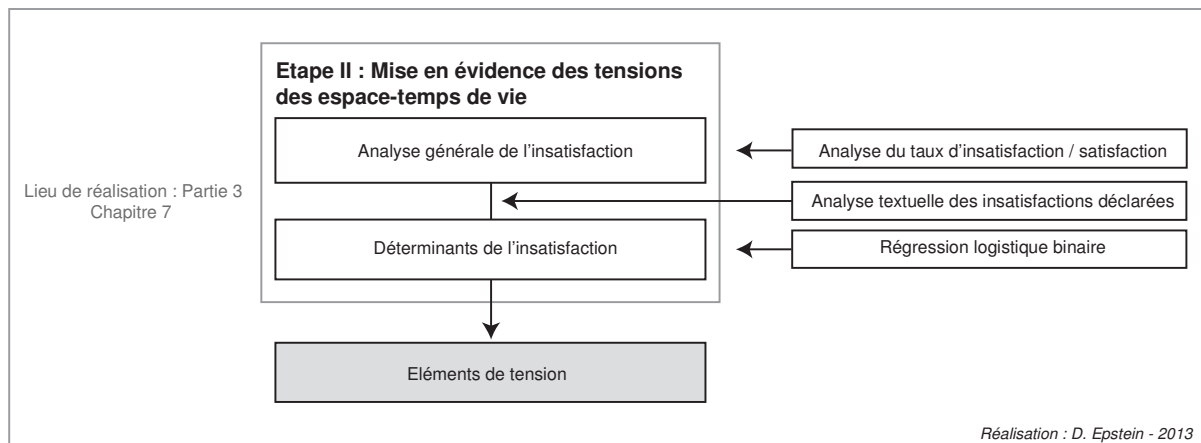 Etape II : Mise en évidence des tensions
des espace-temps de vie
Analyse générale de l'insatisfaction
Analyse du taux d'insatisfaction / satisfaction
Lieu de réalisation : Partie 3
Chapitre 7
Analyse textuelle des insatisfactions déclarées
Déterminants de l'insatisfaction
Régression logistique binaire
Eléments de tension
Réalisation : D. Epstein - 2013